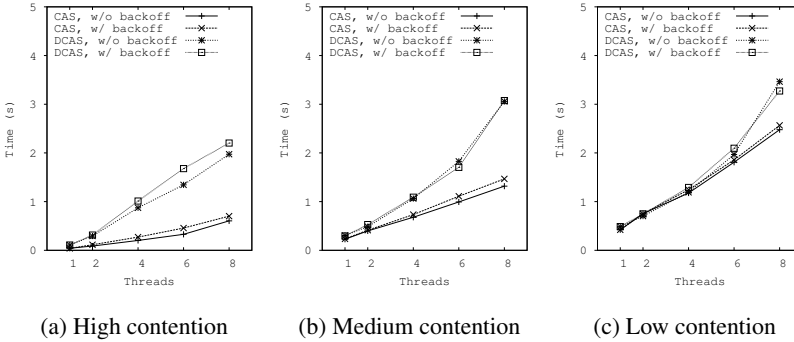 5
CAS, w/o backoff
CAS, w/ backoff
DCAS, w/o backoff
DCAS, w/ backoff
4
3
2
1
0
Time (s)
1 2 4 6 8
Threads
(a) High contention
5
CAS, w/o backoff
CAS, w/ backoff
DCAS, w/o backoff
DCAS, w/ backoff
4
3
2
1
0
Time (s)
1 2 4 6 8
Threads
(b) Medium contention
5
CAS, w/o backoff
CAS, w/ backoff
DCAS, w/o backoff
DCAS, w/ backoff
4
3
2
1
0
Time (s)
1 2 4 6 8
Threads
(c) Low contention